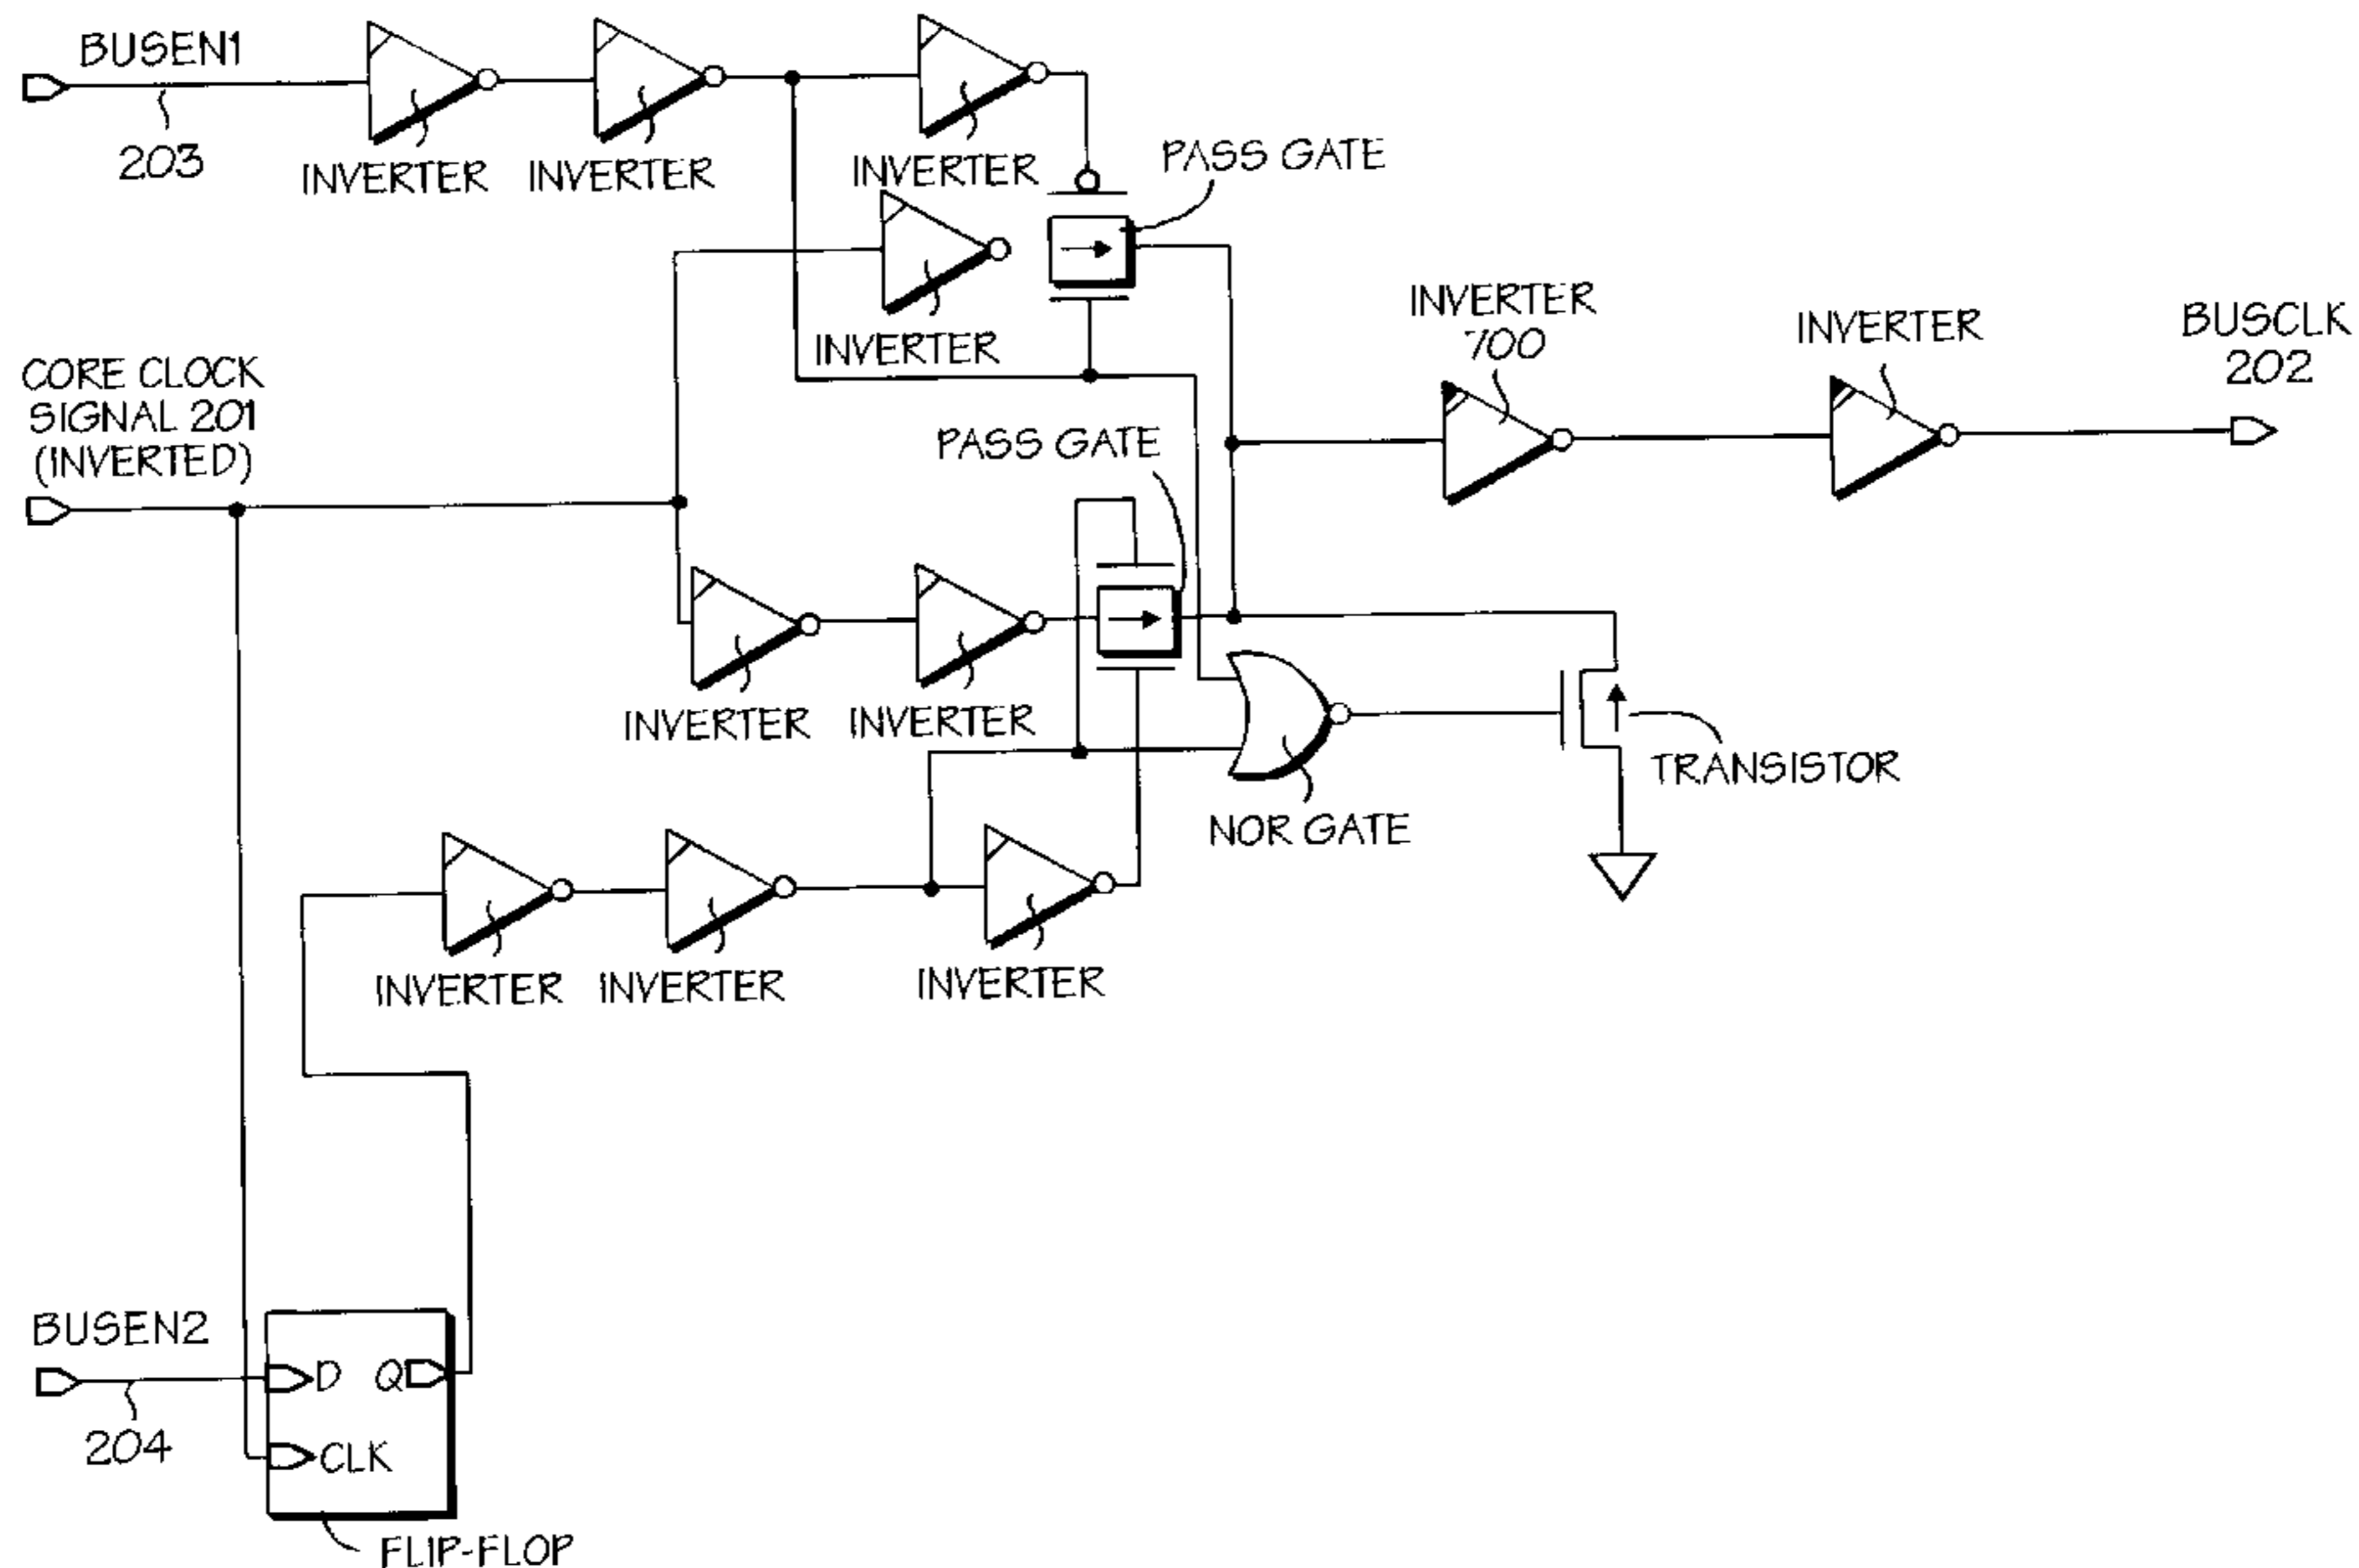 BUSEN1
203
INVERTER
INVERTER
INVERTER
PASS GATE
INVERTER
CORE CLOCK
SIGNAL 201
(INVERTED)
PASS GATE
INVERTER
700
INVERTER
BUSCLK
202
INVERTER
INVERTER
NOR GATE
TRANSISTOR
INVERTER
INVERTER
INVERTER
BUSEN2
204
D
Q
CLK
FLIP-FLOP